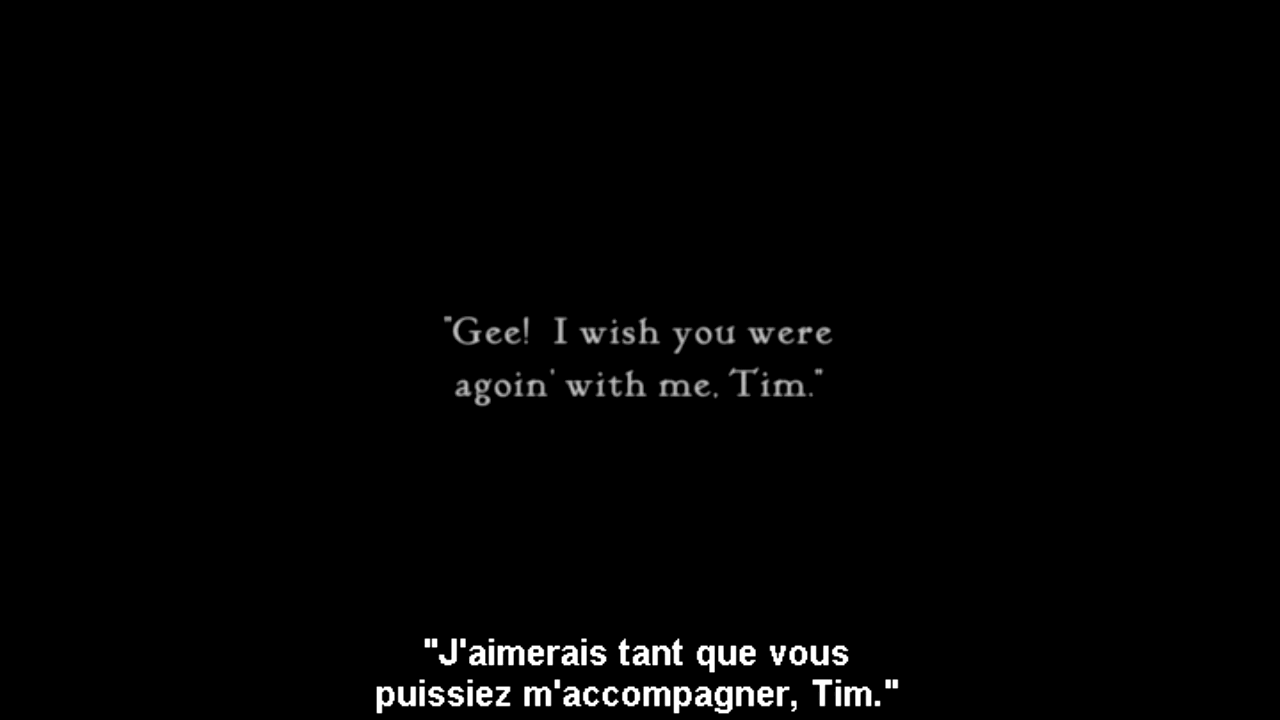 "Gee! I wish you were
agoin' with me, Tim."
"J'aimerais tant que vous
puissiez m'accompagner, Tim."